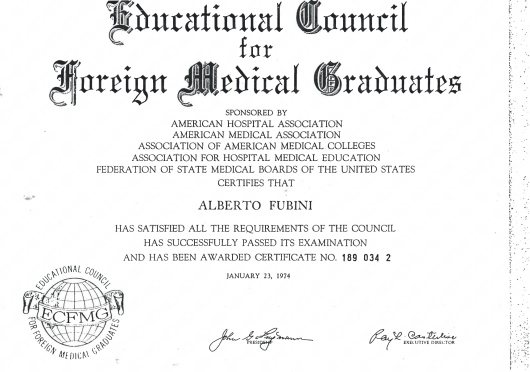 Educational Council
for
Foreign Medical Graduates
SPONSORED BY
AMERICAN HOSPITAL ASSOCIATION
AMERICAN MEDICAL ASSOCIATION
ASSOCIATION OF AMERICAN MEDICAL COLLEGES
ASSOCIATION FOR HOSPITAL MEDICAL EDUCATION
FEDERATION OF STATE MEDICAL BOARDS OF THE UNITED STATES
CERTIFIES THAT
ALBERTO FUBINI
HAS SATISFIED ALL THE REQUIREMENTS OF THE COUNCIL
HAS SUCCESSFULLY PASSED ITS EXAMINATION
AND HAS BEEN AWARDED CERTIFICATE NO. 189 034 2
JANUARY 23, 1974
EDUCATIONAL COUNCIL
ECFMG
FOR FOREIGN MEDICAL GRADUATES
John
PRESIDENT
EXECUTIVE DIRECTOR